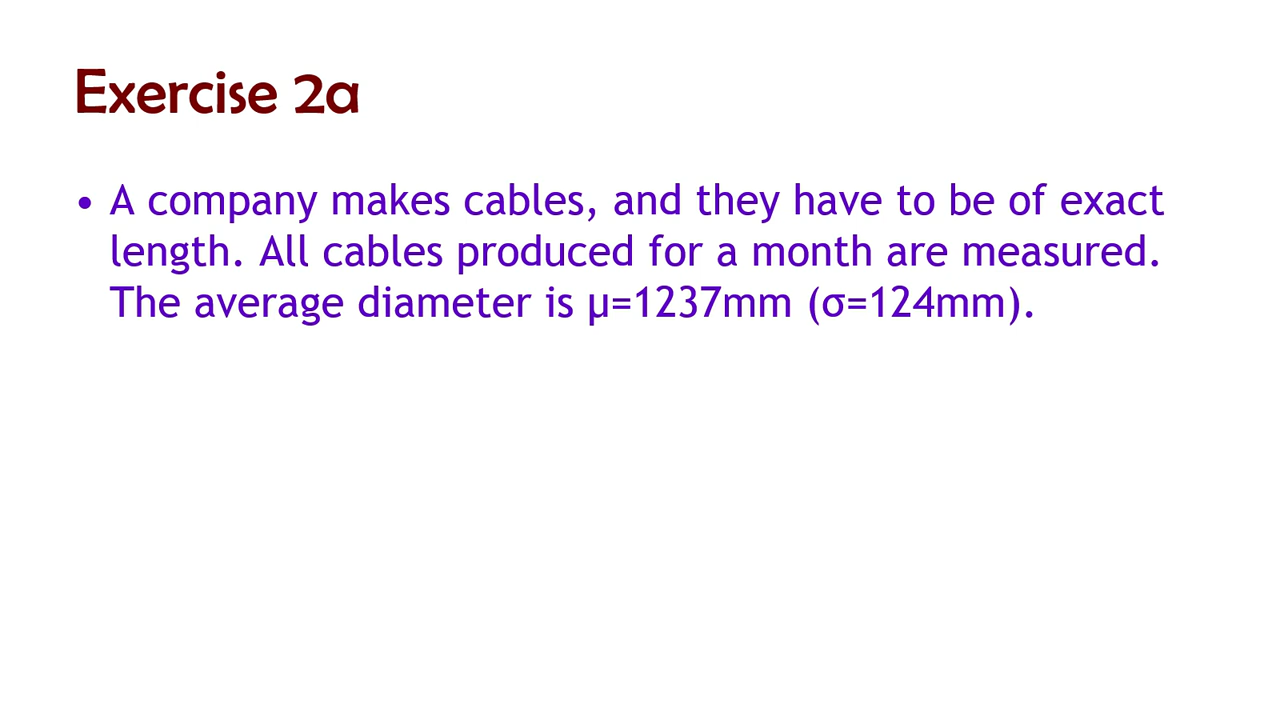 Exercise 2a
• A company makes cables, and they have to be of exact
length. All cables produced for a month are measured.
The average diameter is μ=1237mm (σ=124mm).